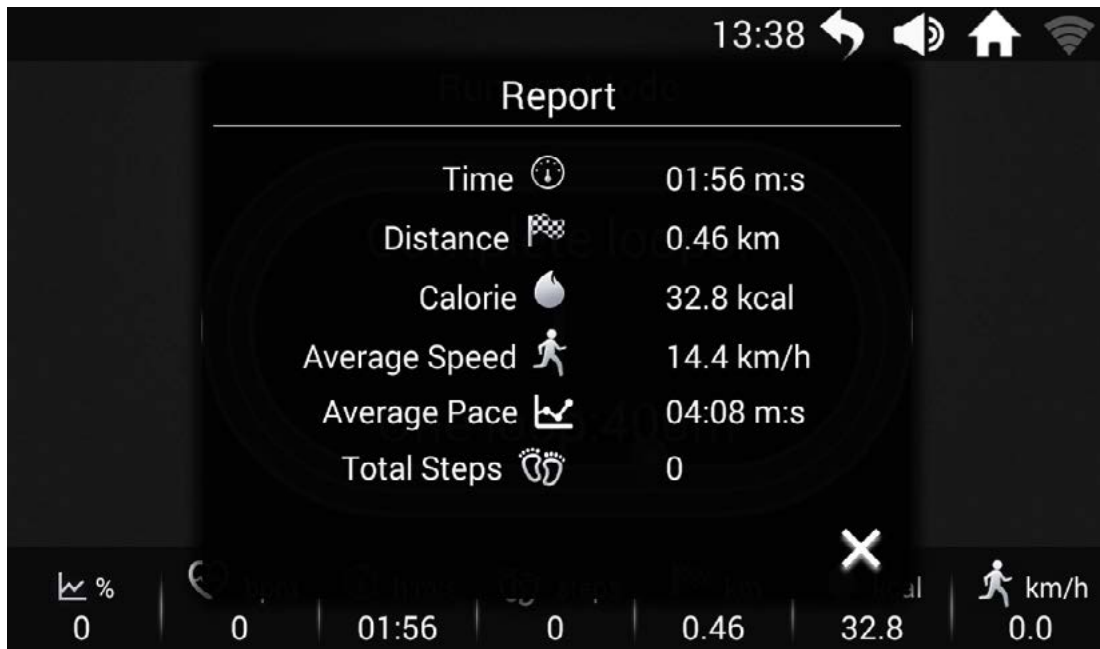 13:38
Report
Time 01:56 m:s
Distance 0.46 km
Calorie 32.8 kcal
Average Speed 14.4 km/h
Average Pace 04:08 m:s
Total Steps 0
% km/h
0 0 01:56 0 0.46 32.8 0.0